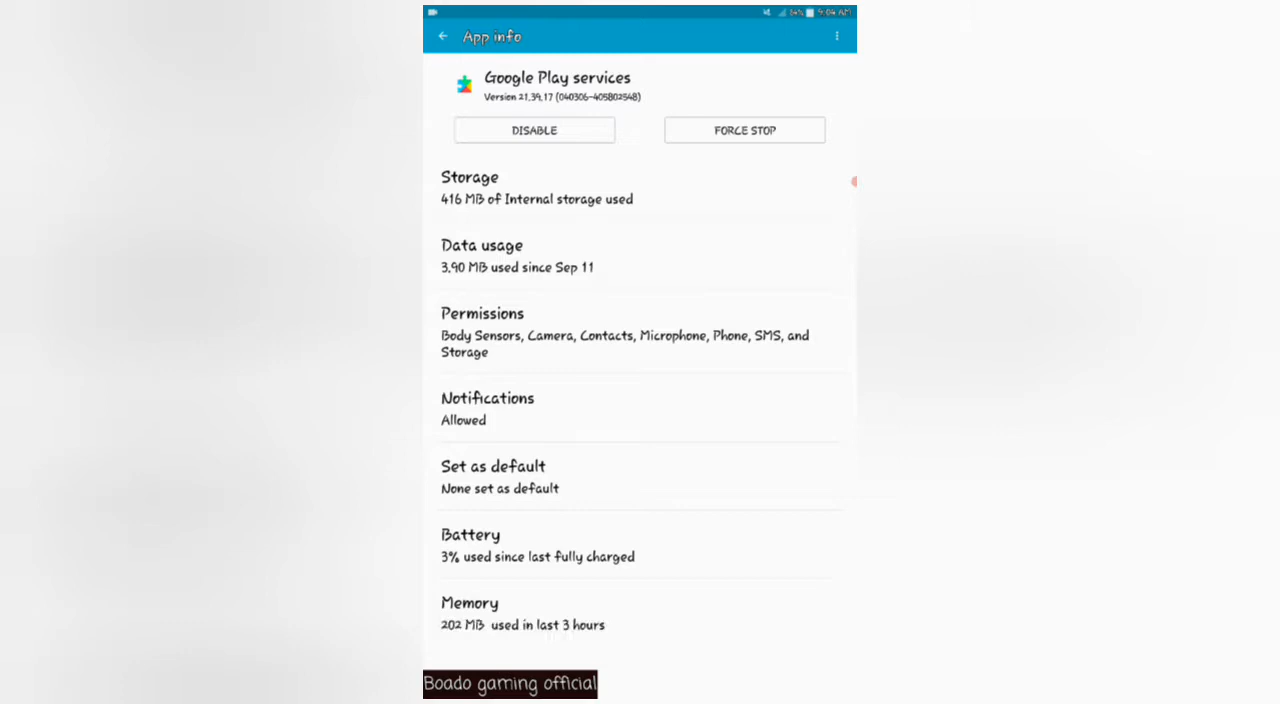 App info
Google Play services
Version 21.39.17 (040306-405802548)
DISABLE
FORCE STOP
Storage
416 MB of Internal storage used
Data usage
3.90 MB used since Sep 11
Permissions
Body Sensors, Camera, Contacts, Microphone, Phone, SMS, and
Storage
Notifications
Allowed
Set as default
None set as default
Battery
3% used since last fully charged
Memory
202 MB used in last 3 hours
Boado gaming official